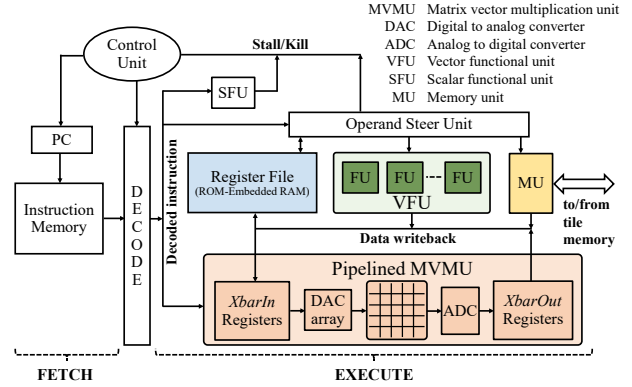 MVMU Matrix vector multiplication unit
DAC Digital to analog converter
ADC Analog to digital converter
VFU Vector functional unit
SFU Scalar functional unit
MU Memory unit
Control
Unit
Stall/Kill
SFU
PC
Operand Steer Unit
Instruction
Memory
DECODE
Decoded instruction
Register File
(ROM-Embedded RAM)
FU FU FU
VFU
MU
to/from
tile
memory
Data writeback
Pipelined MVMU
XbarIn
Registers
DAC
array
ADC
XbarOut
Registers
FETCH
EXECUTE